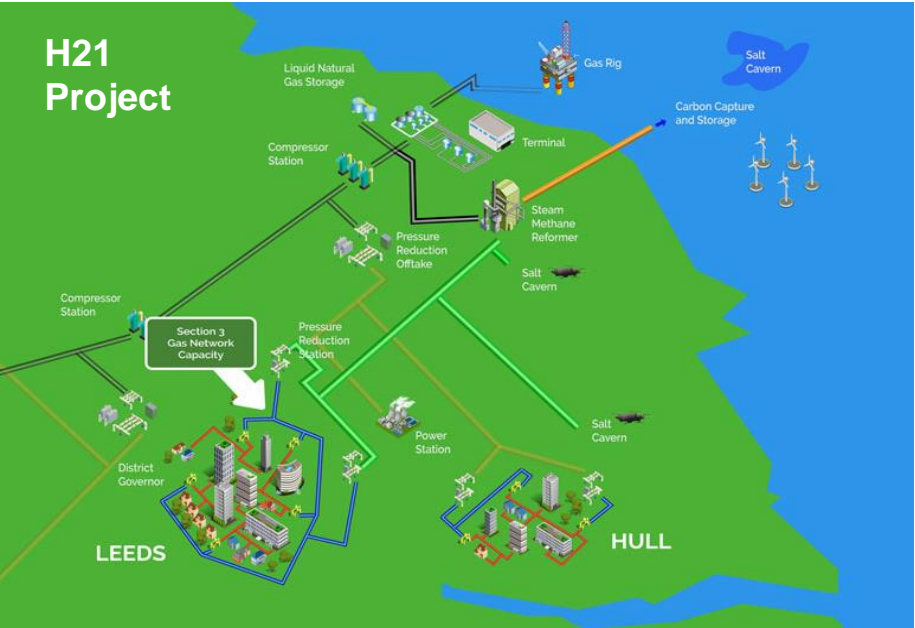 H21
Project
Liquid Natural
Gas Storage
Gas Rig
Salt
Cavern
Carbon Capture
and Storage
Terminal
Compressor
Station
Steam
Methane
Reformer
Pressure
Reduction
Offtake
Salt
Cavern
Compressor
Station
Section 3
Gas Network
Capacity
Pressure
Reduction
Station
Salt
Cavern
Power
Station
District
Governor
LEEDS
HULL